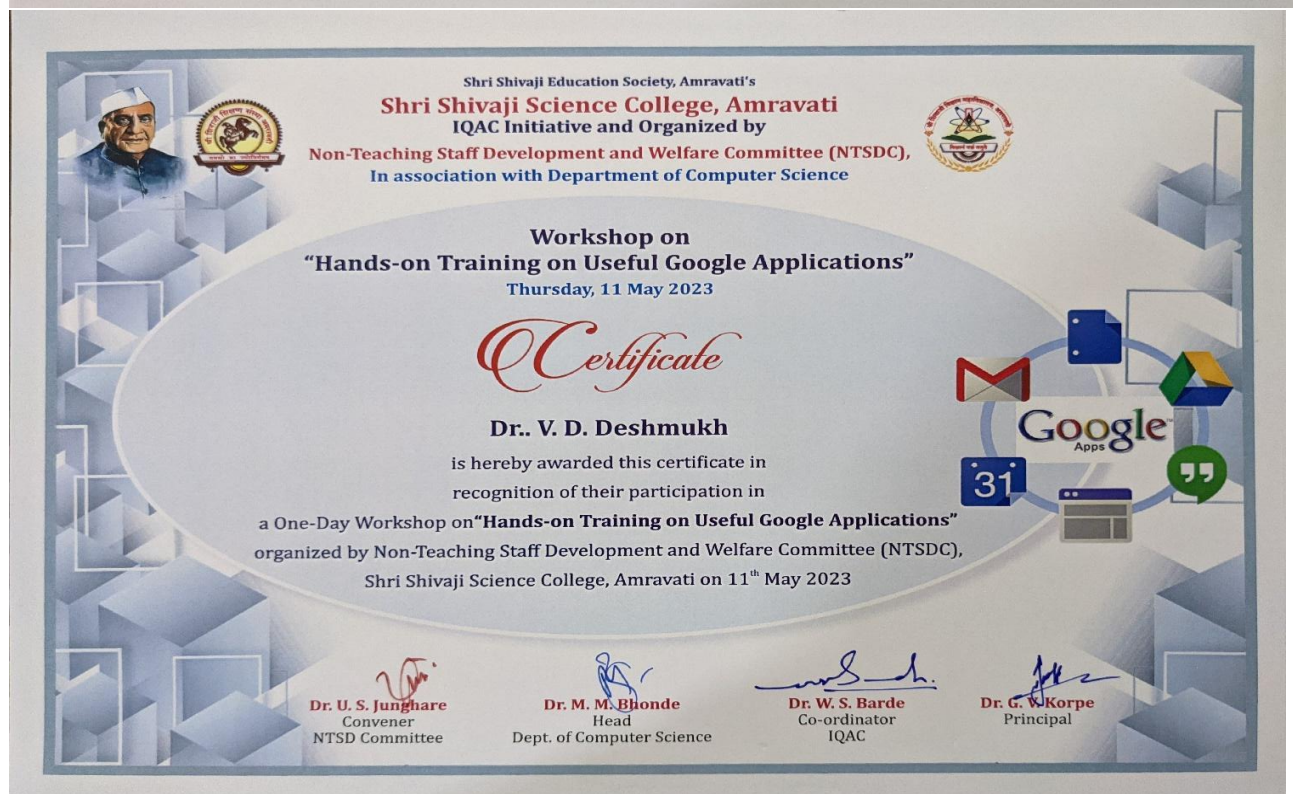 Shri Shivaji Education Society, Amravati's
Shri Shivaji Science College, Amravati
IQAC Initiative and Organized by
Non-Teaching Staff Development and Welfare Committee (NTSDC),
In association with Department of Computer Science
Workshop on
“Hands-on Training on Useful Google Applications”
Thursday, 11 May 2023
Certificate
Dr.. V. D. Deshmukh
is hereby awarded this certificate in
recognition of their participation in
a One-Day Workshop on“Hands-on Training on Useful Google Applications”
organized by Non-Teaching Staff Development and Welfare Committee (NTSDC),
Shri Shivaji Science College, Amravati on 11th May 2023
Google™
Apps
31
Dr. U. S. Junghare
Convener
NTSD Committee
Dr. M. M. Bhonde
Head
Dept. of Computer Science
Dr. W. S. Barde
Co-ordinator
IQAC
Dr. G. V. Korpe
Principal